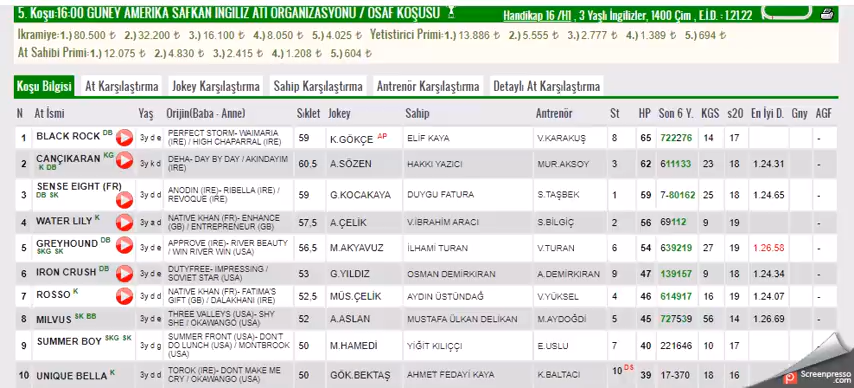 5. Koşu:16:00 GÜNEY AMERİKA SAFKAN İNGİLİZ ATI ORGANİZASYONU / OSAF KOŞUSU
Handikap 16 /H1 , 3 Yaşlı İngilizler, 1400 Çim , E.İ.D. : 1.21.22
İkramiye:1.) 80.500 ₺ 2.) 32.200 ₺ 3.) 16.100 ₺ 4.) 8.050 ₺ 5.) 4.025 ₺ Yetistirici Primi:1.) 13.886 ₺ 2.) 5.555 ₺ 3.) 2.777 ₺ 4.) 1.389 ₺ 5.) 694 ₺
At Sahibi Primi:1.) 12.075 ₺ 2.) 4.830 ₺ 3.) 2.415 ₺ 4.) 1.208 ₺ 5.) 604 ₺
Koşu Bilgisi At Karşılaştırma Jokey Karşılaştırma Sahip Karşılaştırma Antrenör Karşılaştırma Detaylı At Karşılaştırma
N At İsmi Yaş Orijin(Baba - Anne) Sıklet Jokey Sahip Antrenör St HP Son 6 Y. KGS s20 En İyi D. Gny AGF
1 BLACK ROCK DB 3y d e PERFECT STORM- WAIMARIA (IRE) / HIGH CHAPARRAL (IRE) 59 K.GÖKÇE AP ELİF KAYA V.KARAKUŞ 8 65 722276 14 17 -
2 CANÇIKARAN KG K DB 3y k d DEHA- DAY BY DAY / AKINDAYIM (IRE) 60,5 A.SÖZEN HAKKI YAZICI MUR.AKSOY 3 62 611133 23 18 1.24.31 -
3 SENSE EIGHT (FR) DB SK 3y d d ANODIN (IRE)- RIBELLA (IRE) / REVOQUE (IRE) 59 G.KOCAKAYA DUYGU FATURA S.TAŞBEK 1 59 7-80162 25 18 1.24.65 -
4 WATER LILY K 3y a d NATIVE KHAN (FR)- ENHANCE (GB) / ENTREPRENEUR (GB) 57,5 A.ÇELİK V.İBRAHİM ARACI S.BİLGİÇ 2 56 69112 9 19 -
5 GREYHOUND DB SKG SK 3y d e APPROVE (IRE)- RIVER BEAUTY / WIN RIVER WIN (USA) 56,5 M.AKYAVUZ İLHAMİ TURAN V.TURAN 6 54 639219 27 19 1.26.58 -
6 IRON CRUSH DB 3y d e DUTYFREE- IMPRESSING / SOVIET STAR (USA) 53 G.YILDIZ OSMAN DEMİRKIRAN A.DEMİRKIRAN 9 47 139157 9 18 1.24.34 -
7 ROSSO K 3y d d NATIVE KHAN (FR)- FATIMA'S GIFT (GB) / DALAKHANI (IRE) 52,5 MÜS.ÇELİK AYDIN ÜSTÜNDAĞ V.YÜKSEL 4 46 614917 16 19 1.24.07 -
8 MILVUS SK BB 3y d e THREE VALLEYS (USA)- SHY SHE / OKAWANGO (USA) 52 A.ASLAN MUSTAFA ÜLKAN DELİKAN M.AYDOĞDİ 5 45 727539 56 14 1.26.69 -
9 SUMMER BOY SKG SK 3y d g SUMMER FRONT (USA)- DON'T DO LUNCH (USA) / MONTBROOK (USA) 50 M.HAMEDİ YİĞİT KILIÇÇI E.USLU 7 40 221646 10 17 -
10 UNIQUE BELLA K 3y d d TOROK (IRE)- DONT MAKE ME CRY / OKAWANGO (USA) 50 GÖK.BEKTAŞ AHMET FEDAYİ KAYA K.BALTACI 10 DS 39 17-370 18 16 -
Screenpresso
.com